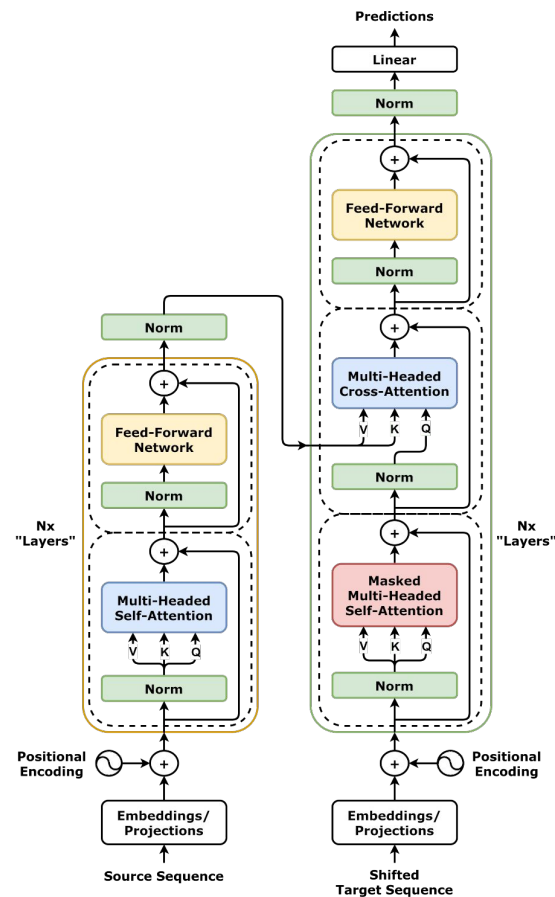 Predictions
Linear
Norm
+
Feed-Forward
Network
Norm
+
Multi-Headed
Cross-Attention
V K Q
Norm
+
Masked
Multi-Headed
Self-Attention
V K Q
Norm
Nx
"Layers"
+
Positional
Encoding
Embeddings/
Projections
Shifted
Target Sequence
Norm
+
Feed-Forward
Network
Norm
+
Multi-Headed
Self-Attention
V K Q
Norm
Nx
"Layers"
Positional
Encoding
+
Embeddings/
Projections
Source Sequence